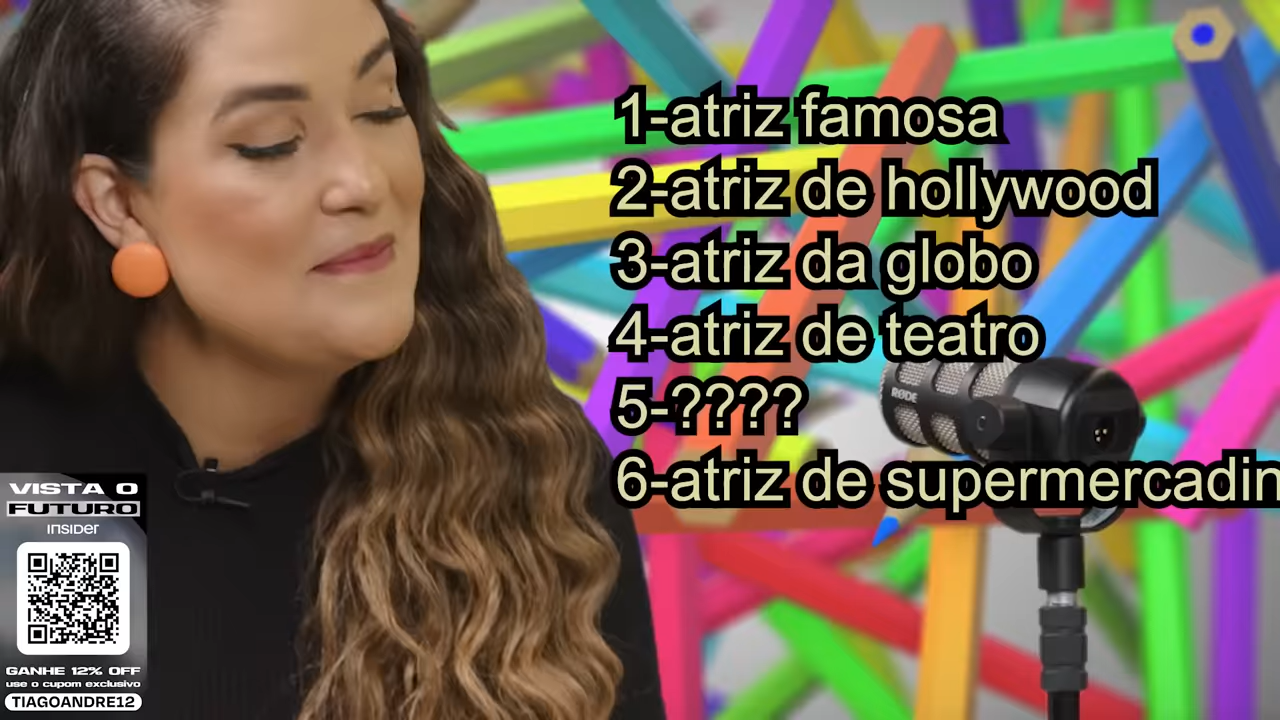 1-atriz famosa
2-atriz de hollywood
3-atriz da globo
4-atriz de teatro
5-????
6-atriz de supermercadin
RØDE
VISTA O
FUTURO
INSIDER
GANHE 12% OFF
use o cupom exclusivo
TIAGOANDRE12